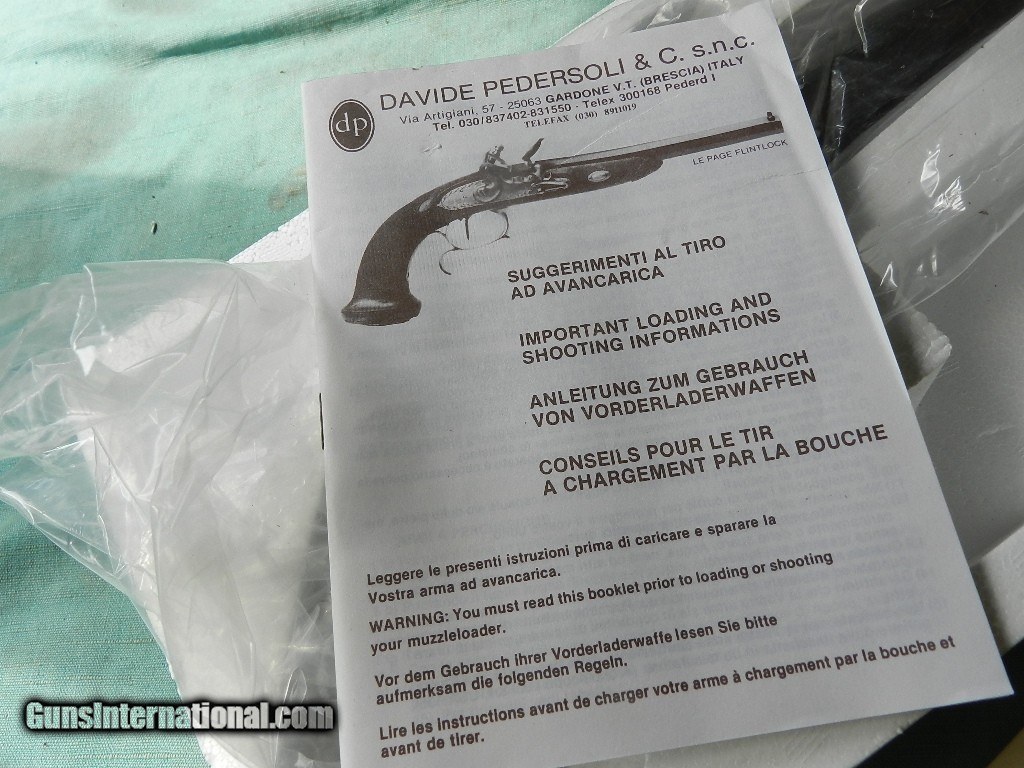 dp
DAVIDE PEDERSOLI & C. s.n.c.
Via Artigiani, 57 - 25063 GARDONE V.T. (BRESCIA) ITALY
Tel. 030/837402-831550 - Telex 300168 Pederd I
TELEFAX (030) 8911019
LE PAGE FLINTLOCK
SUGGERIMENTI AL TIRO
AD AVANCARICA
IMPORTANT LOADING AND
SHOOTING INFORMATIONS
ANLEITUNG ZUM GEBRAUCH
VON VORDERLADERWAFFEN
CONSEILS POUR LE TIR
A CHARGEMENT PAR LA BOUCHE
Leggere le presenti istruzioni prima di caricare e sparare la
Vostra arma ad avancarica.
WARNING: You must read this booklet prior to loading or shooting
your muzzleloader.
Vor dem Gebrauch ihrer Vorderladerwaffe lesen Sie bitte
aufmerksam die folgenden Regeln.
Lire les instructions avant de charger votre arme à chargement par la bouche et
avant de tirer.
GunsInternational.com